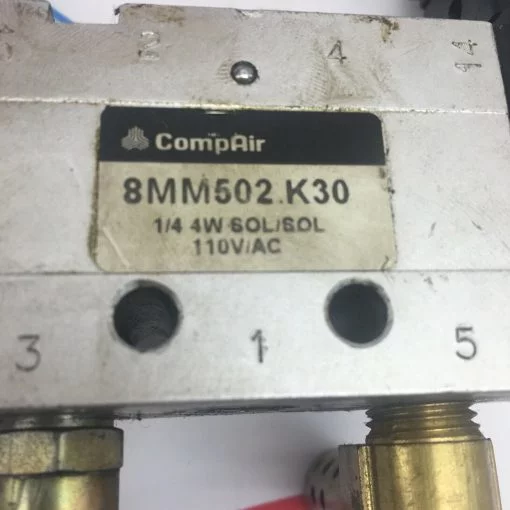 2 4 14
CompAir
8MM502.K30
1/4 4W SOL/SOL
110V/AC
3 1 5